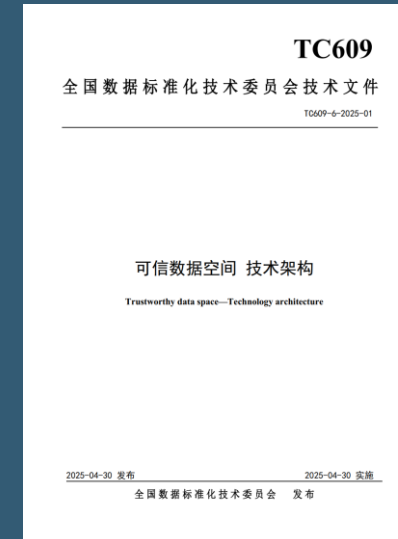 TC609
全国数据标准化技术委员会技术文件
TC609-6-2025-01
可信数据空间 技术架构
Trustworthy data space—Technology architecture
2025-04-30 发布 2025-04-30 实施
全国数据标准化技术委员会 发布